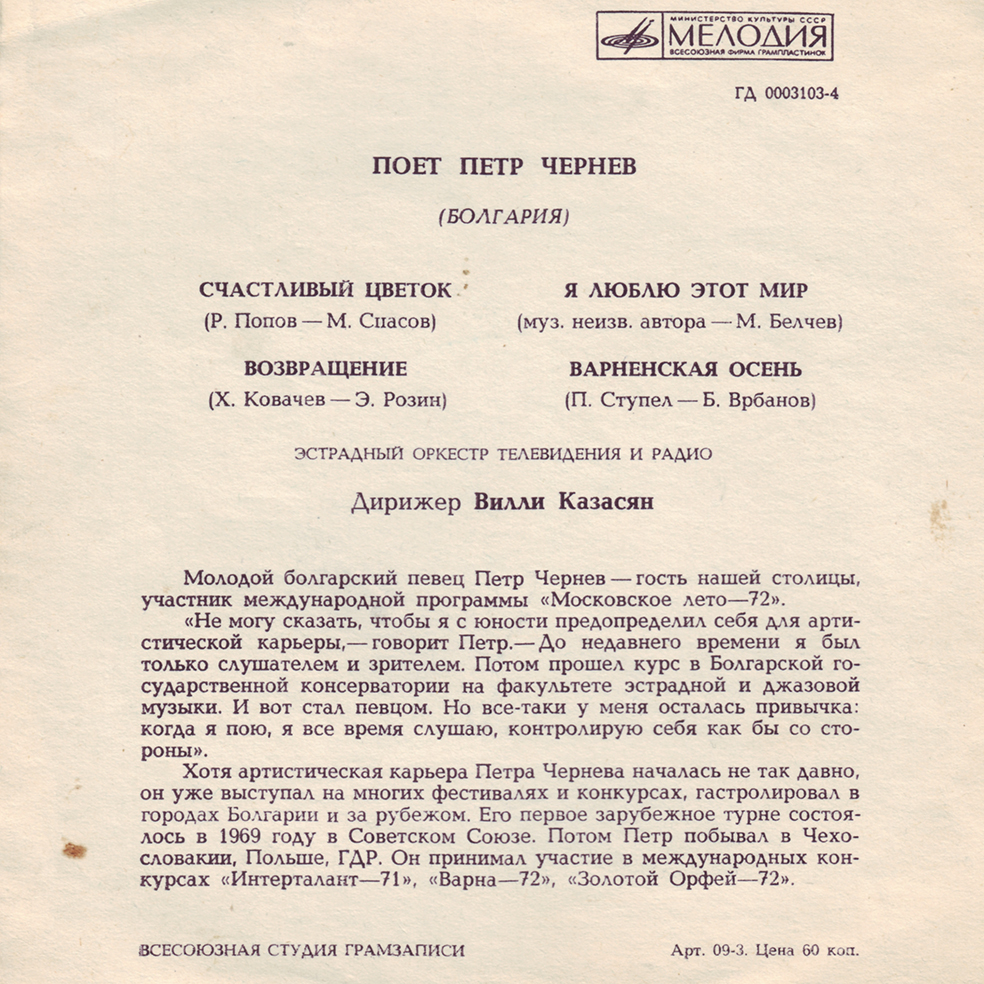 МИНИСТЕРСТВО КУЛЬТУРЫ СССР
МЕЛОДИЯ
ВСЕСОЮЗНАЯ ФИРМА ГРАМПЛАСТИНОК
ГД 0003103-4
ПОЕТ ПЕТР ЧЕРНЕВ
(БОЛГАРИЯ)
СЧАСТЛИВЫЙ ЦВЕТОК
(Р. Попов — М. Спасов)
ВОЗВРАЩЕНИЕ
(Х. Ковачев — Э. Розин)
Я ЛЮБЛЮ ЭТОТ МИР
(муз. неизв. автора — М. Белчев)
ВАРНЕНСКАЯ ОСЕНЬ
(П. Ступел — Б. Врбанов)
ЭСТРАДНЫЙ ОРКЕСТР ТЕЛЕВИДЕНИЯ И РАДИО
Дирижер Вилли Казасян
Молодой болгарский певец Петр Чернев — гость нашей столицы,
участник международной программы «Московское лето—72».
«Не могу сказать, чтобы я с юности предопределил себя для арти-
стической карьеры,— говорит Петр.— До недавнего времени я был
только слушателем и зрителем. Потом прошел курс в Болгарской го-
сударственной консерватории на факультете эстрадной и джазовой
музыки. И вот стал певцом. Но все-таки у меня осталась привычка:
когда я пою, я все время слушаю, контролирую себя как бы со сто-
роны».
Хотя артистическая карьера Петра Чернева началась не так давно,
он уже выступал на многих фестивалях и конкурсах, гастролировал в
городах Болгарии и за рубежом. Его первое зарубежное турне состоя-
лось в 1969 году в Советском Союзе. Потом Петр побывал в Чехо-
словакии, Польше, ГДР. Он принимал участие в международных кон-
курсах «Интерталант—71», «Варна—72», «Золотой Орфей—72».
ВСЕСОЮЗНАЯ СТУДИЯ ГРАМЗАПИСИ
Арт. 09-3. Цена 60 коп.